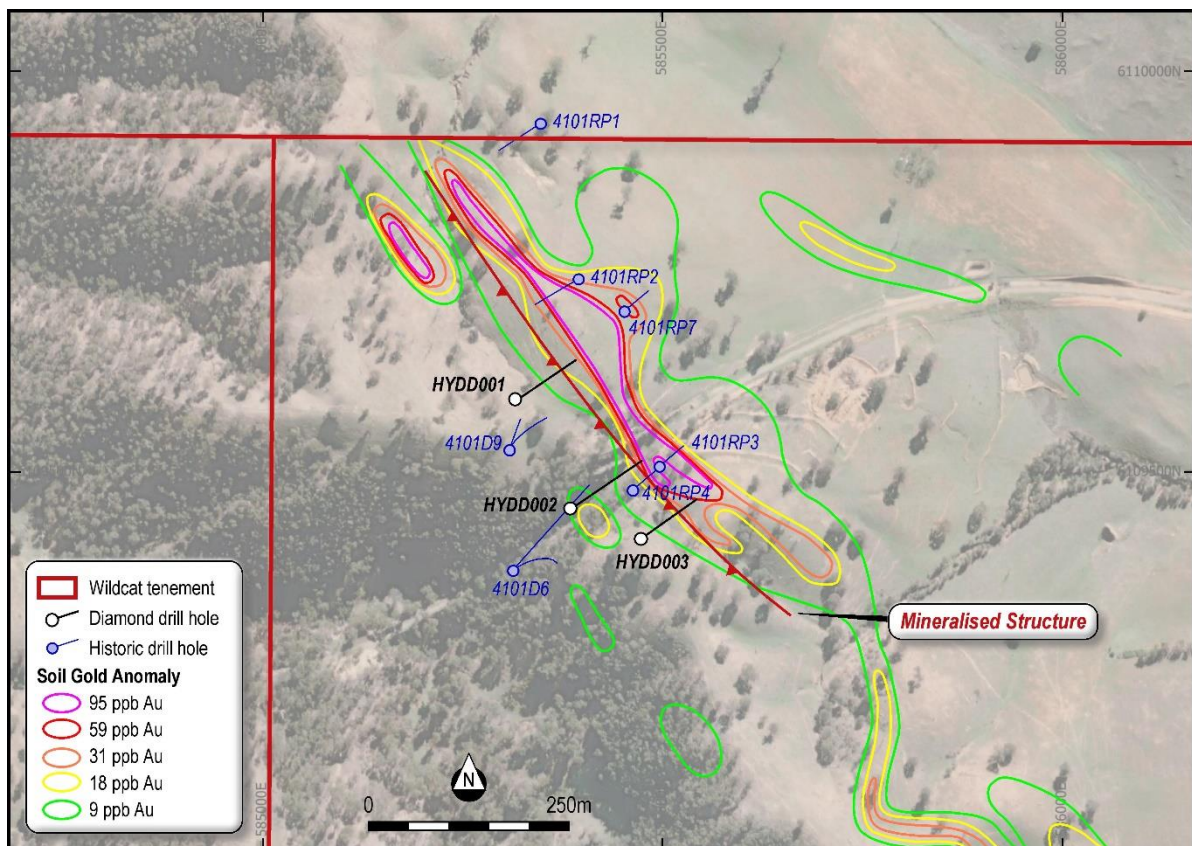 585500E
586000E
6110000N
4101RP1
4101RP2
4101RP7
HYDD001
4101D9
4101RP3
HYDD002
4101RP4
HYDD003
4101D6
Mineralised Structure
Wildcat tenement
Diamond drill hole
Historic drill hole
Soil Gold Anomaly
95 ppb Au
59 ppb Au
31 ppb Au
18 ppb Au
9 ppb Au
N
0
250m
585000E